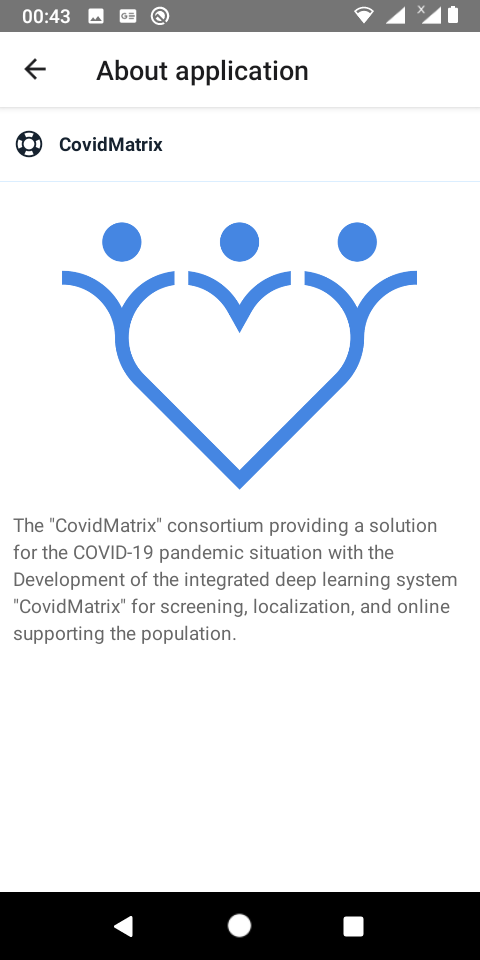 00:43
About application
CovidMatrix
The "CovidMatrix" consortium providing a solution
for the COVID-19 pandemic situation with the
Development of the integrated deep learning system
"CovidMatrix" for screening, localization, and online
supporting the population.